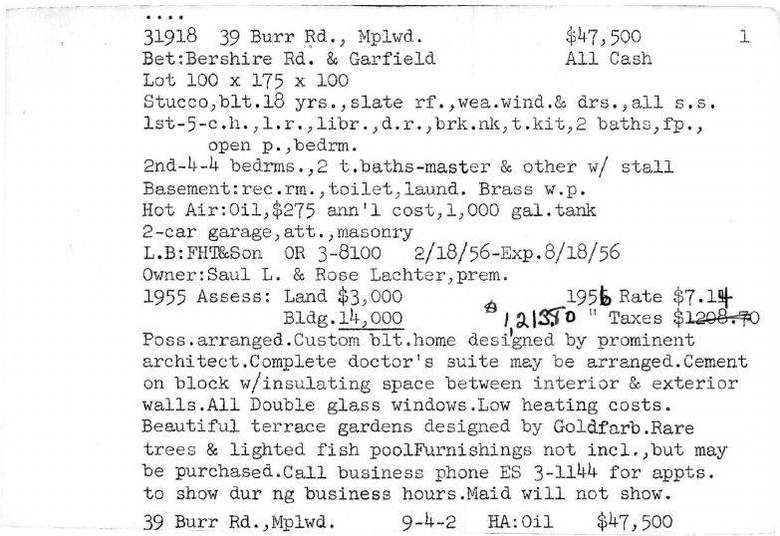 ....
31918 39 Burr Rd., Mplwd. $47,500 1
Bet:Bershire Rd. & Garfield All Cash
Lot 100 x 175 x 100
Stucco,blt.18 yrs.,slate rf.,wea.wind.& drs.,all s.s.
1st-5-c.h.,l.r.,libr.,d.r.,brk.nk,t.kit,2 baths,fp.,
open p.,bedrm.
2nd-4-4 bedrms.,2 t.baths-master & other w/ stall
Basement:rec.rm.,toilet,laund. Brass w.p.
Hot Air:Oil,$275 ann'l cost,1,000 gal.tank
2-car garage,att.,masonry
L.B:FHT&Son OR 3-8100 2/18/56-Exp.8/18/56
Owner:Saul L. & Rose Lachter,prem.
1955 Assess: Land $3,000 1956 Rate $7.14
Bldg.14,000 $1,213.80 " Taxes $1208.70
Poss.arranged.Custom blt.home designed by prominent
architect.Complete doctor's suite may be arranged.Cement
on block w/insulating space between interior & exterior
walls.All Double glass windows.Low heating costs.
Beautiful terrace gardens designed by Goldfarb.Rare
trees & lighted fish poolFurnishings not incl.,but may
be purchased.Call business phone ES 3-1144 for appts.
to show dur ng business hours.Maid will not show.
39 Burr Rd.,Mplwd. 9-4-2 HA:Oil $47,500